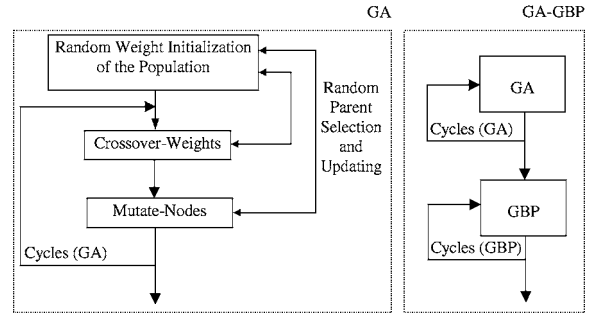 GA
Random Weight Initialization
of the Population
Random
Parent
Selection
and
Updating
Crossover-Weights
Mutate-Nodes
Cycles (GA)
GA-GBP
GA
Cycles (GA)
GBP
Cycles (GBP)